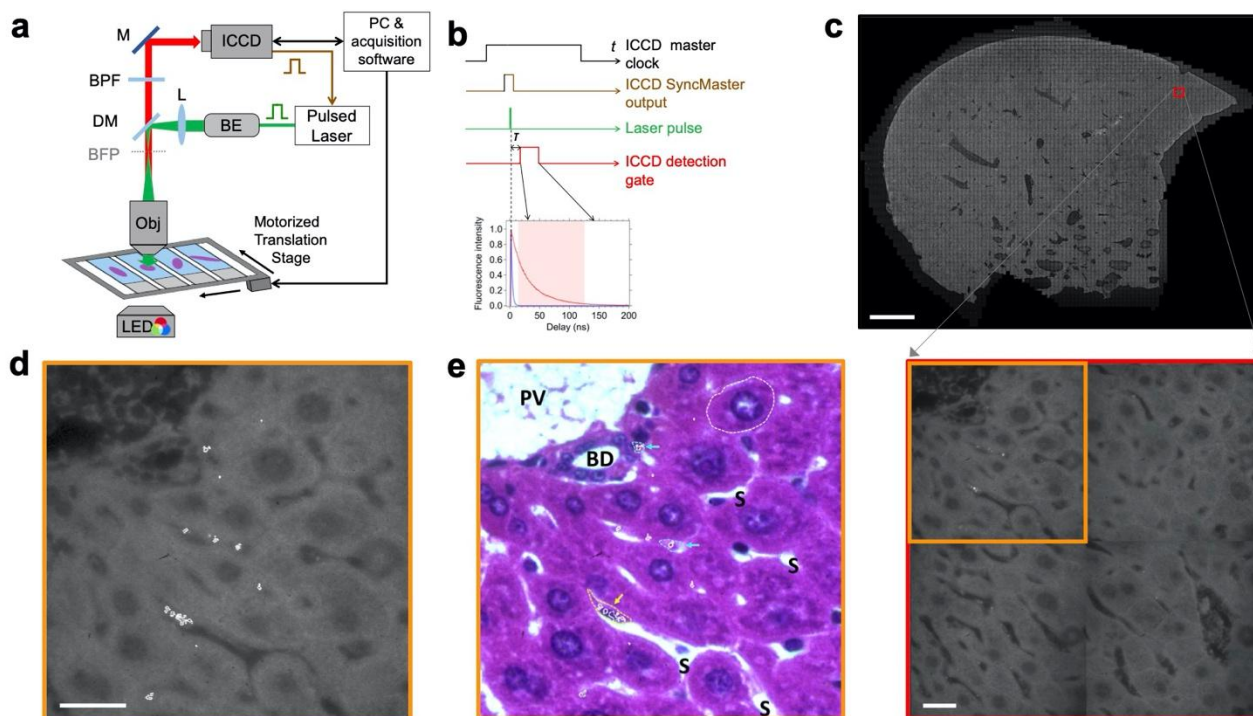 a
M
ICCD
PC &
acquisition
software
BPF
L
DM
BE
Pulsed
Laser
BFP
Obj
Motorized
Translation
Stage
LED
b
t ICCD master
clock
ICCD SyncMaster
output
Laser pulse
T
ICCD detection
gate
Fluorescence intensity
1.0
0.8
0.6
0.4
0.2
0.0
0 50 100 150 200
Delay (ns)
c
d
e
PV
BD
S
S
S
S